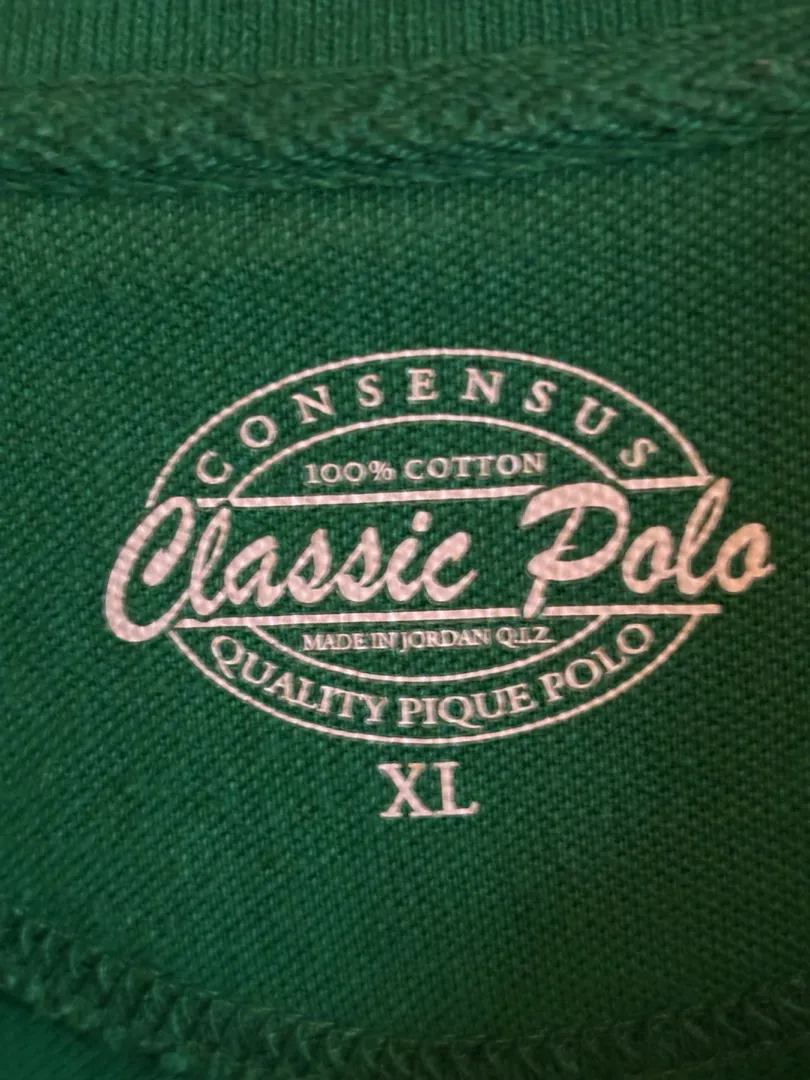 CONSENSUS
100% COTTON
Classic Polo
MADE IN JORDAN Q.I.Z.
QUALITY PIQUE POLO
XL